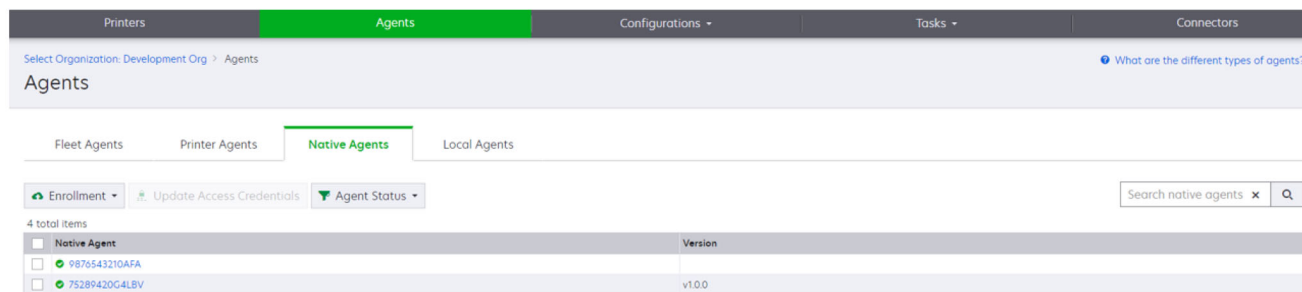 Printers Agents Configurations Tasks Connectors
Select Organization: Development Org > Agents What are the different types of agents?
Agents
Fleet Agents Printer Agents Native Agents Local Agents
Enrollment Update Access Credentials Agent Status Search native agents x
4 total items
Native Agent Version
9876543210AFA
75289420G4LBV v1.0.0